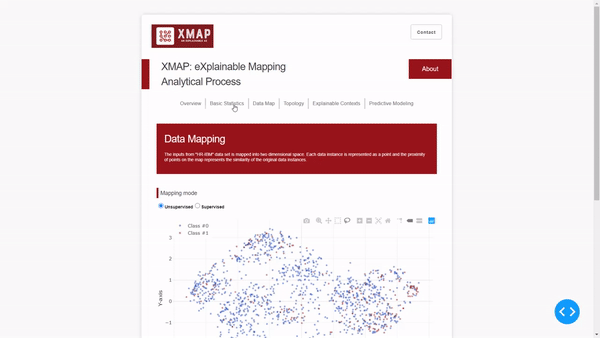 XMAP
AN EXPLAINABLE AI
Contact
XMAP: eXplainable Mapping
Analytical Process
About
Overview
Basic Statistics
Data Map
Topology
Explainable Contexts
Predictive Modeling
Data Mapping
The inputs from "HR-IBM" data set is mapped into two dimensional space. Each data instance is represented as a point and the proximity
of points on the map represents the similarity of the original data instances.
Mapping mode
Unsupervised
Supervised
Class #0
Class #1
3
2
1
0
−1
Y-axis